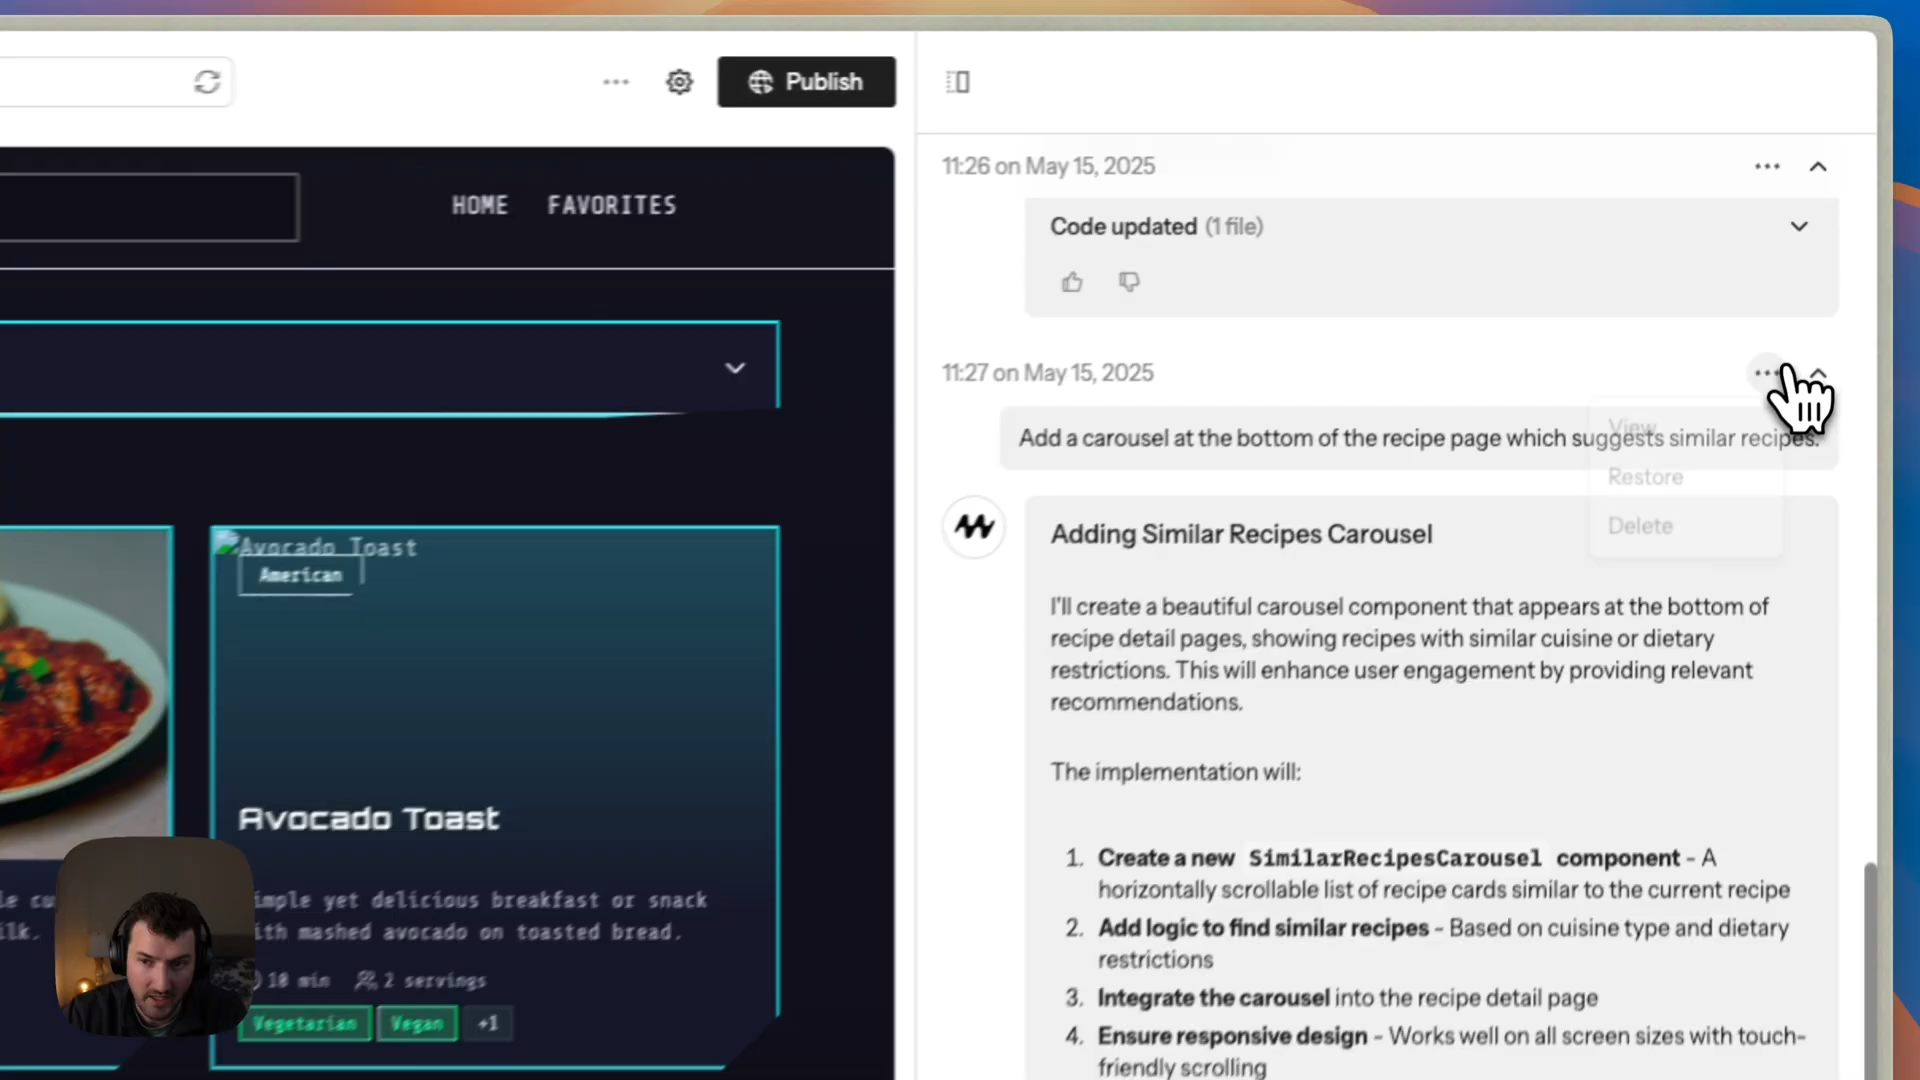 Publish
HOME FAVORITES
Avocado Toast
American
Avocado Toast
imple yet delicious breakfast or snack
ith mashed avocado on toasted bread.
10 min 2 servings
Vegetarian Vegan +1
11:26 on May 15, 2025
Code updated (1 file)
11:27 on May 15, 2025
View
Restore
Delete
Add a carousel at the bottom of the recipe page which suggests similar recipes.
Adding Similar Recipes Carousel
I'll create a beautiful carousel component that appears at the bottom of
recipe detail pages, showing recipes with similar cuisine or dietary
restrictions. This will enhance user engagement by providing relevant
recommendations.
The implementation will:
1. Create a new SimilarRecipesCarousel component - A
horizontally scrollable list of recipe cards similar to the current recipe
2. Add logic to find similar recipes - Based on cuisine type and dietary
restrictions
3. Integrate the carousel into the recipe detail page
4. Ensure responsive design - Works well on all screen sizes with touch-
friendly scrolling